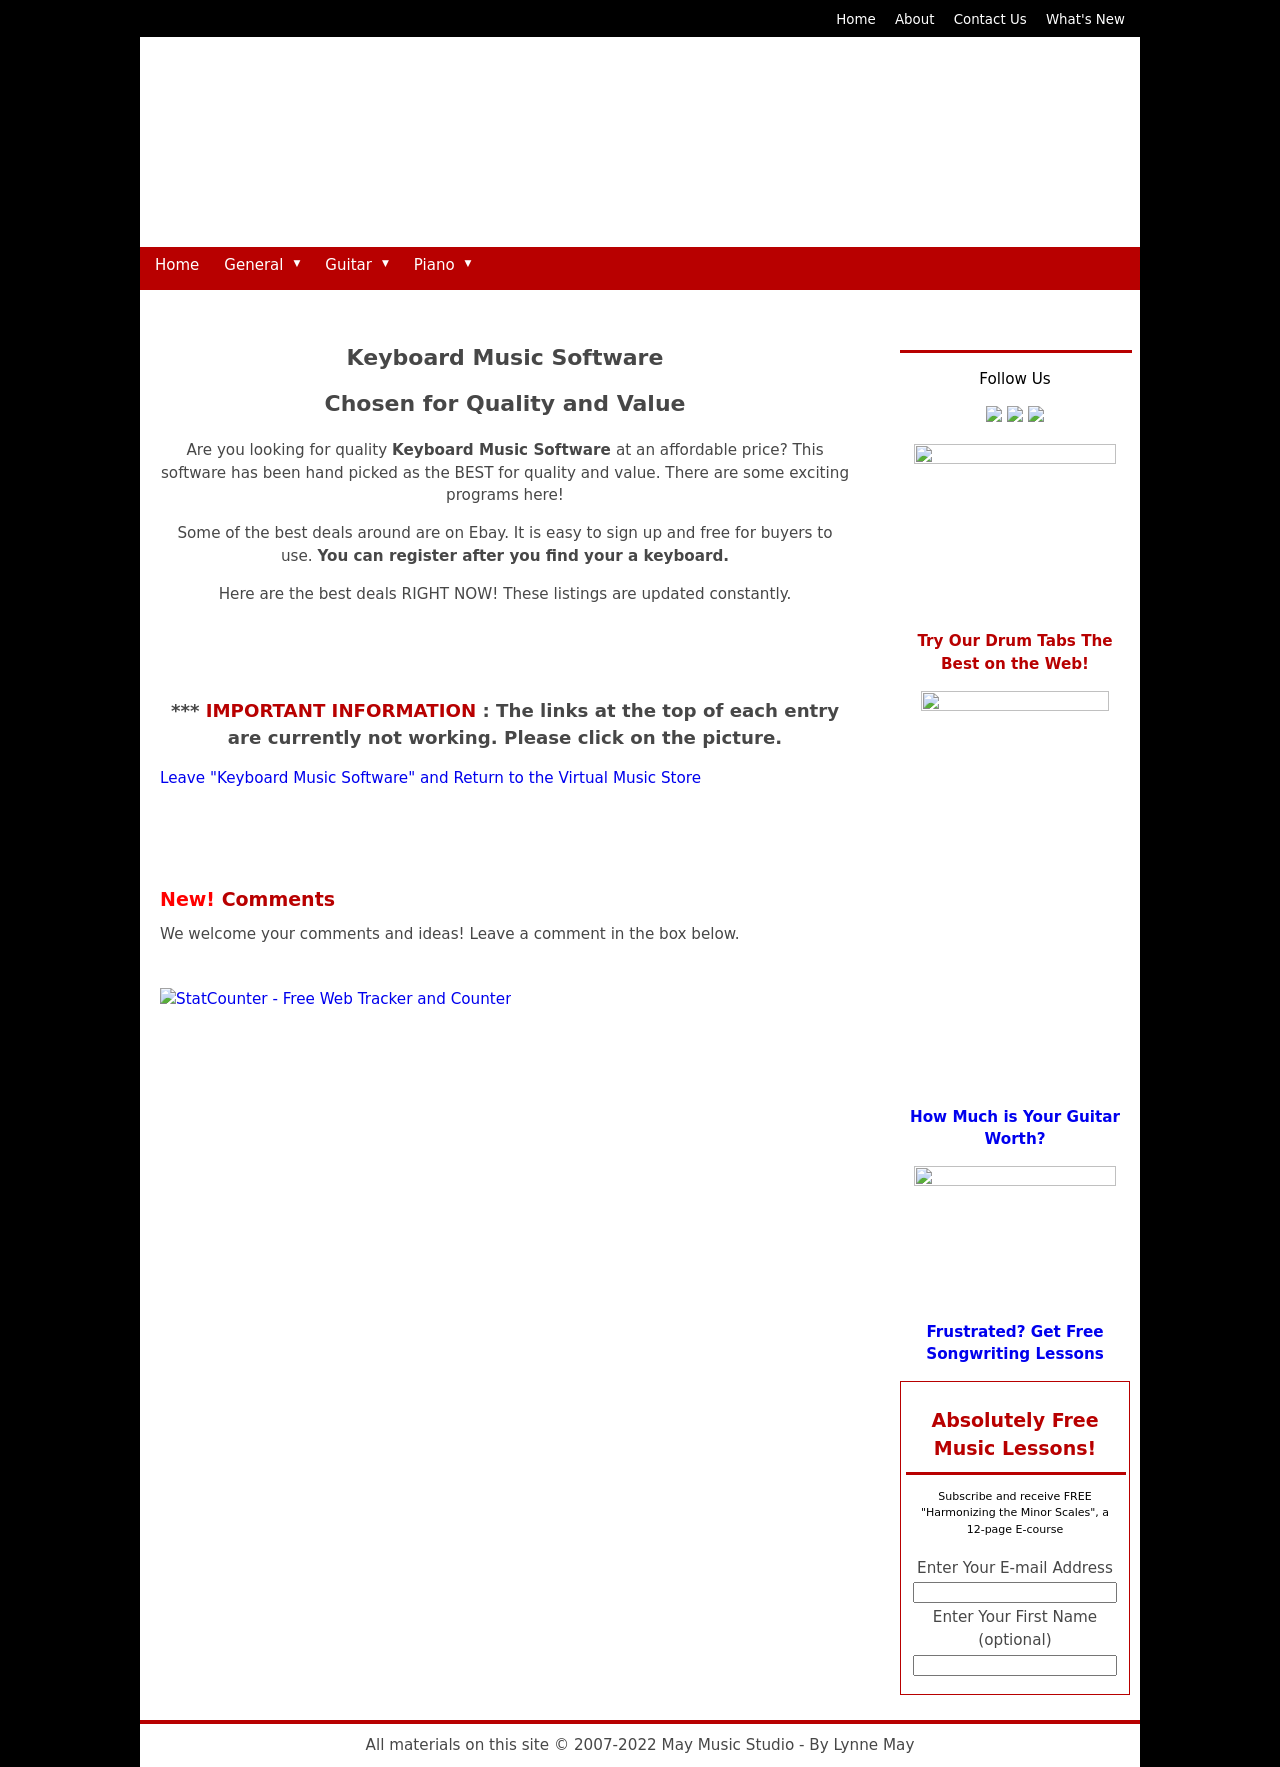 Home About Contact Us What's New
Home General ▼ Guitar ▼ Piano ▼
Keyboard Music Software
Chosen for Quality and Value
Are you looking for quality Keyboard Music Software at an affordable price? This
software has been hand picked as the BEST for quality and value. There are some exciting
programs here!
Some of the best deals around are on Ebay. It is easy to sign up and free for buyers to
use. You can register after you find your a keyboard.
Here are the best deals RIGHT NOW! These listings are updated constantly.
*** IMPORTANT INFORMATION : The links at the top of each entry
are currently not working. Please click on the picture.
Leave "Keyboard Music Software" and Return to the Virtual Music Store
New! Comments
We welcome your comments and ideas! Leave a comment in the box below.
StatCounter - Free Web Tracker and Counter
Follow Us
Try Our Drum Tabs The
Best on the Web!
How Much is Your Guitar
Worth?
Frustrated? Get Free
Songwriting Lessons
Absolutely Free
Music Lessons!
Subscribe and receive FREE
"Harmonizing the Minor Scales", a
12-page E-course
Enter Your E-mail Address
Enter Your First Name
(optional)
All materials on this site © 2007-2022 May Music Studio - By Lynne May